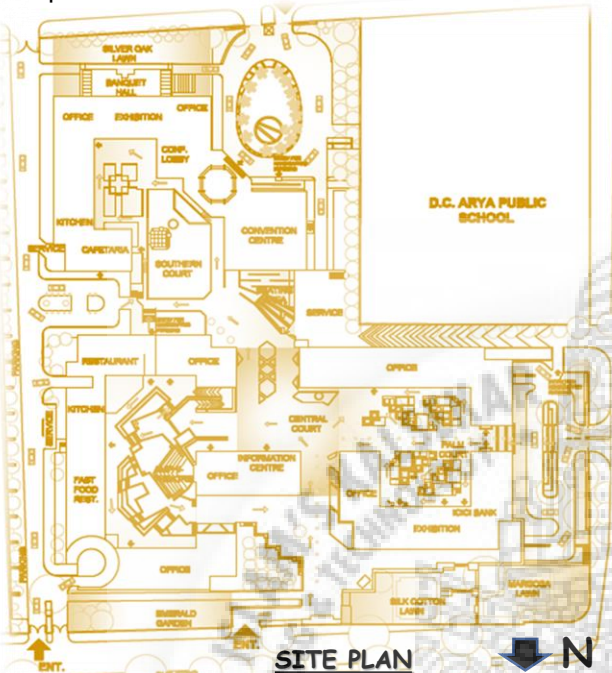 SILVER OAK
LAWN
BANQUET
HALL
OFFICE
OFFICE EXHIBITION
CONF.
LOBBY
KITCHEN
SERVICE
CAFETARIA
SOUTHERN
COURT
CONVENTION
CENTRE
D.C. ARYA PUBLIC
SCHOOL
SERVICE
RESTAURANT
OFFICE
OFFICE
KITCHEN
SERVICE
CENTRAL
COURT
PALM
COURT
INFORMATION
CENTRE
OFFICE
FAST
FOOD
REST.
OFFICE
ICICI BANK
EXHIBITION
OFFICE
PARKING
EMERALD
GARDEN
SILK COTTON
LAWN
MARGOSA
LAWN
ENT.
ENT.
SITE PLAN
N